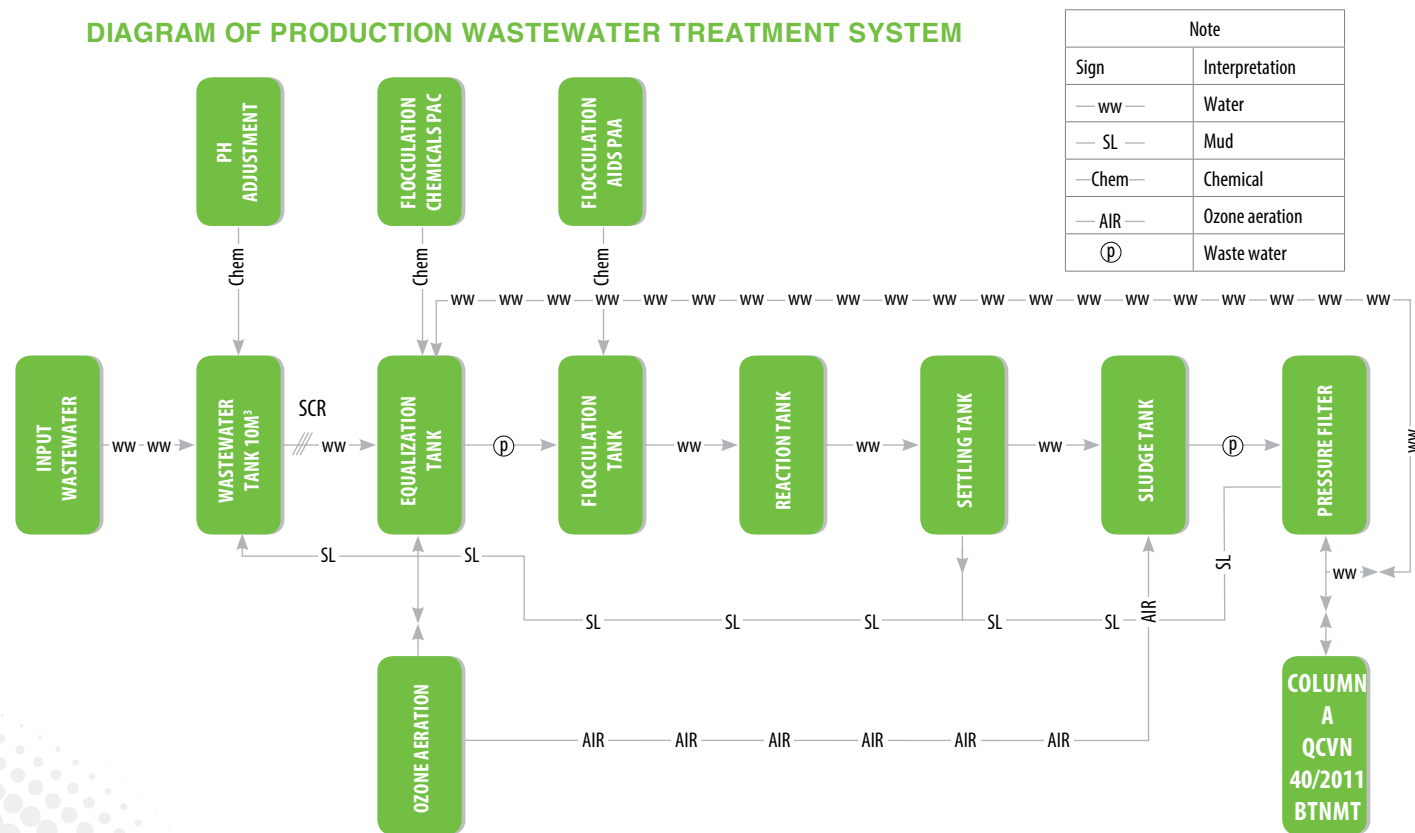 DIAGRAM OF PRODUCTION WASTEWATER TREATMENT SYSTEM
Note
Sign Interpretation
ww Water
SL Mud
Chem Chemical
AIR Ozone aeration
p Waste water
PH
ADJUSTMENT
FLOCCULATION
CHEMICALS PAC
FLOCCULATION
AIDS PAA
Chem
Chem
Chem
ww ww ww ww ww ww ww ww ww ww ww ww ww ww ww ww ww ww ww ww
INPUT
WASTEWATER
ww ww
WASTEWATER
TANK 10M³
SCR
ww
EQUALIZATION
TANK
p
FLOCCULATION
TANK
ww
REACTION TANK
ww
SETTLING TANK
ww
SLUDGE TANK
p
PRESSURE FILTER
ww
ww
SL SL
SL SL SL SL SL
SL
AIR
OZONE AERATION
AIR AIR AIR AIR AIR AIR
COLUMN
A
QCVN
40/2011
BTNMT